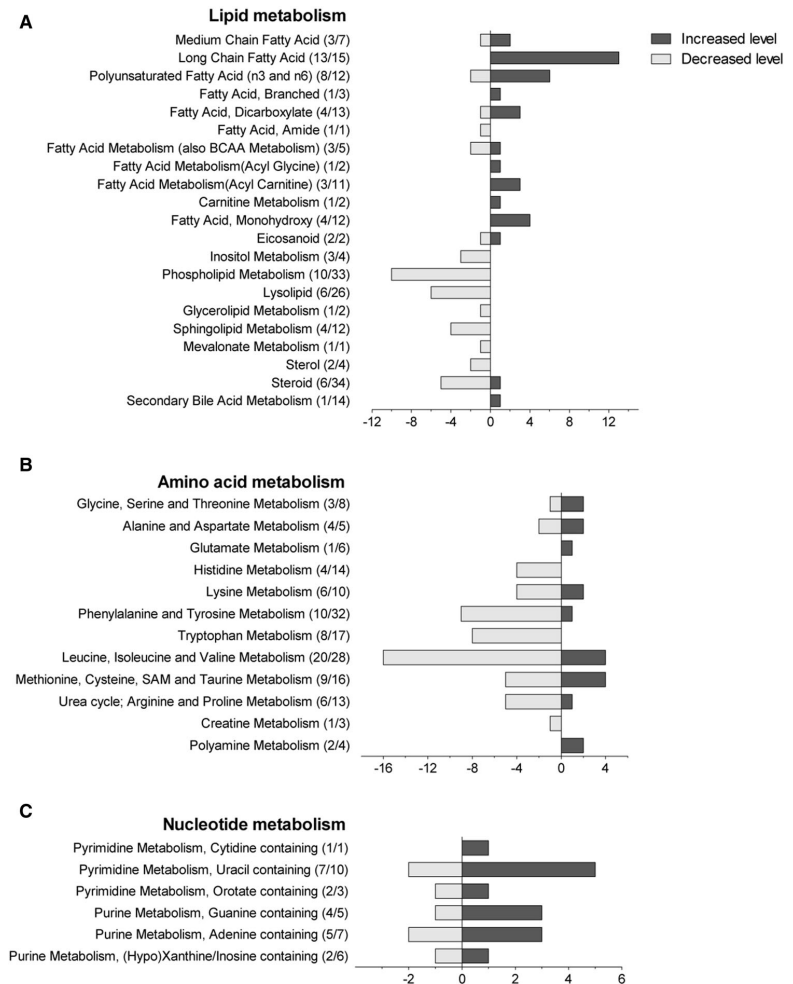 A
Lipid metabolism
Increased level
Decreased level
Medium Chain Fatty Acid (3/7)
Long Chain Fatty Acid (13/15)
Polyunsaturated Fatty Acid (n3 and n6) (8/12)
Fatty Acid, Branched (1/3)
Fatty Acid, Dicarboxylate (4/13)
Fatty Acid, Amide (1/1)
Fatty Acid Metabolism (also BCAA Metabolism) (3/5)
Fatty Acid Metabolism(Acyl Glycine) (1/2)
Fatty Acid Metabolism(Acyl Carnitine) (3/11)
Carnitine Metabolism (1/2)
Fatty Acid, Monohydroxy (4/12)
Eicosanoid (2/2)
Inositol Metabolism (3/4)
Phospholipid Metabolism (10/33)
Lysolipid (6/26)
Glycerolipid Metabolism (1/2)
Sphingolipid Metabolism (4/12)
Mevalonate Metabolism (1/1)
Sterol (2/4)
Steroid (6/34)
Secondary Bile Acid Metabolism (1/14)
-12 -8 -4 0 4 8 12
B
Amino acid metabolism
Glycine, Serine and Threonine Metabolism (3/8)
Alanine and Aspartate Metabolism (4/5)
Glutamate Metabolism (1/6)
Histidine Metabolism (4/14)
Lysine Metabolism (6/10)
Phenylalanine and Tyrosine Metabolism (10/32)
Tryptophan Metabolism (8/17)
Leucine, Isoleucine and Valine Metabolism (20/28)
Methionine, Cysteine, SAM and Taurine Metabolism (9/16)
Urea cycle; Arginine and Proline Metabolism (6/13)
Creatine Metabolism (1/3)
Polyamine Metabolism (2/4)
-16 -12 -8 -4 0 4
C
Nucleotide metabolism
Pyrimidine Metabolism, Cytidine containing (1/1)
Pyrimidine Metabolism, Uracil containing (7/10)
Pyrimidine Metabolism, Orotate containing (2/3)
Purine Metabolism, Guanine containing (4/5)
Purine Metabolism, Adenine containing (5/7)
Purine Metabolism, (Hypo)Xanthine/Inosine containing (2/6)
-2 0 2 4 6